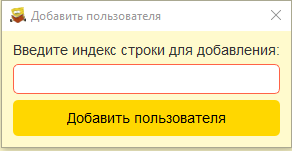 Добавить пользователя
Введите индекс строки для добавления:
Добавить пользователя